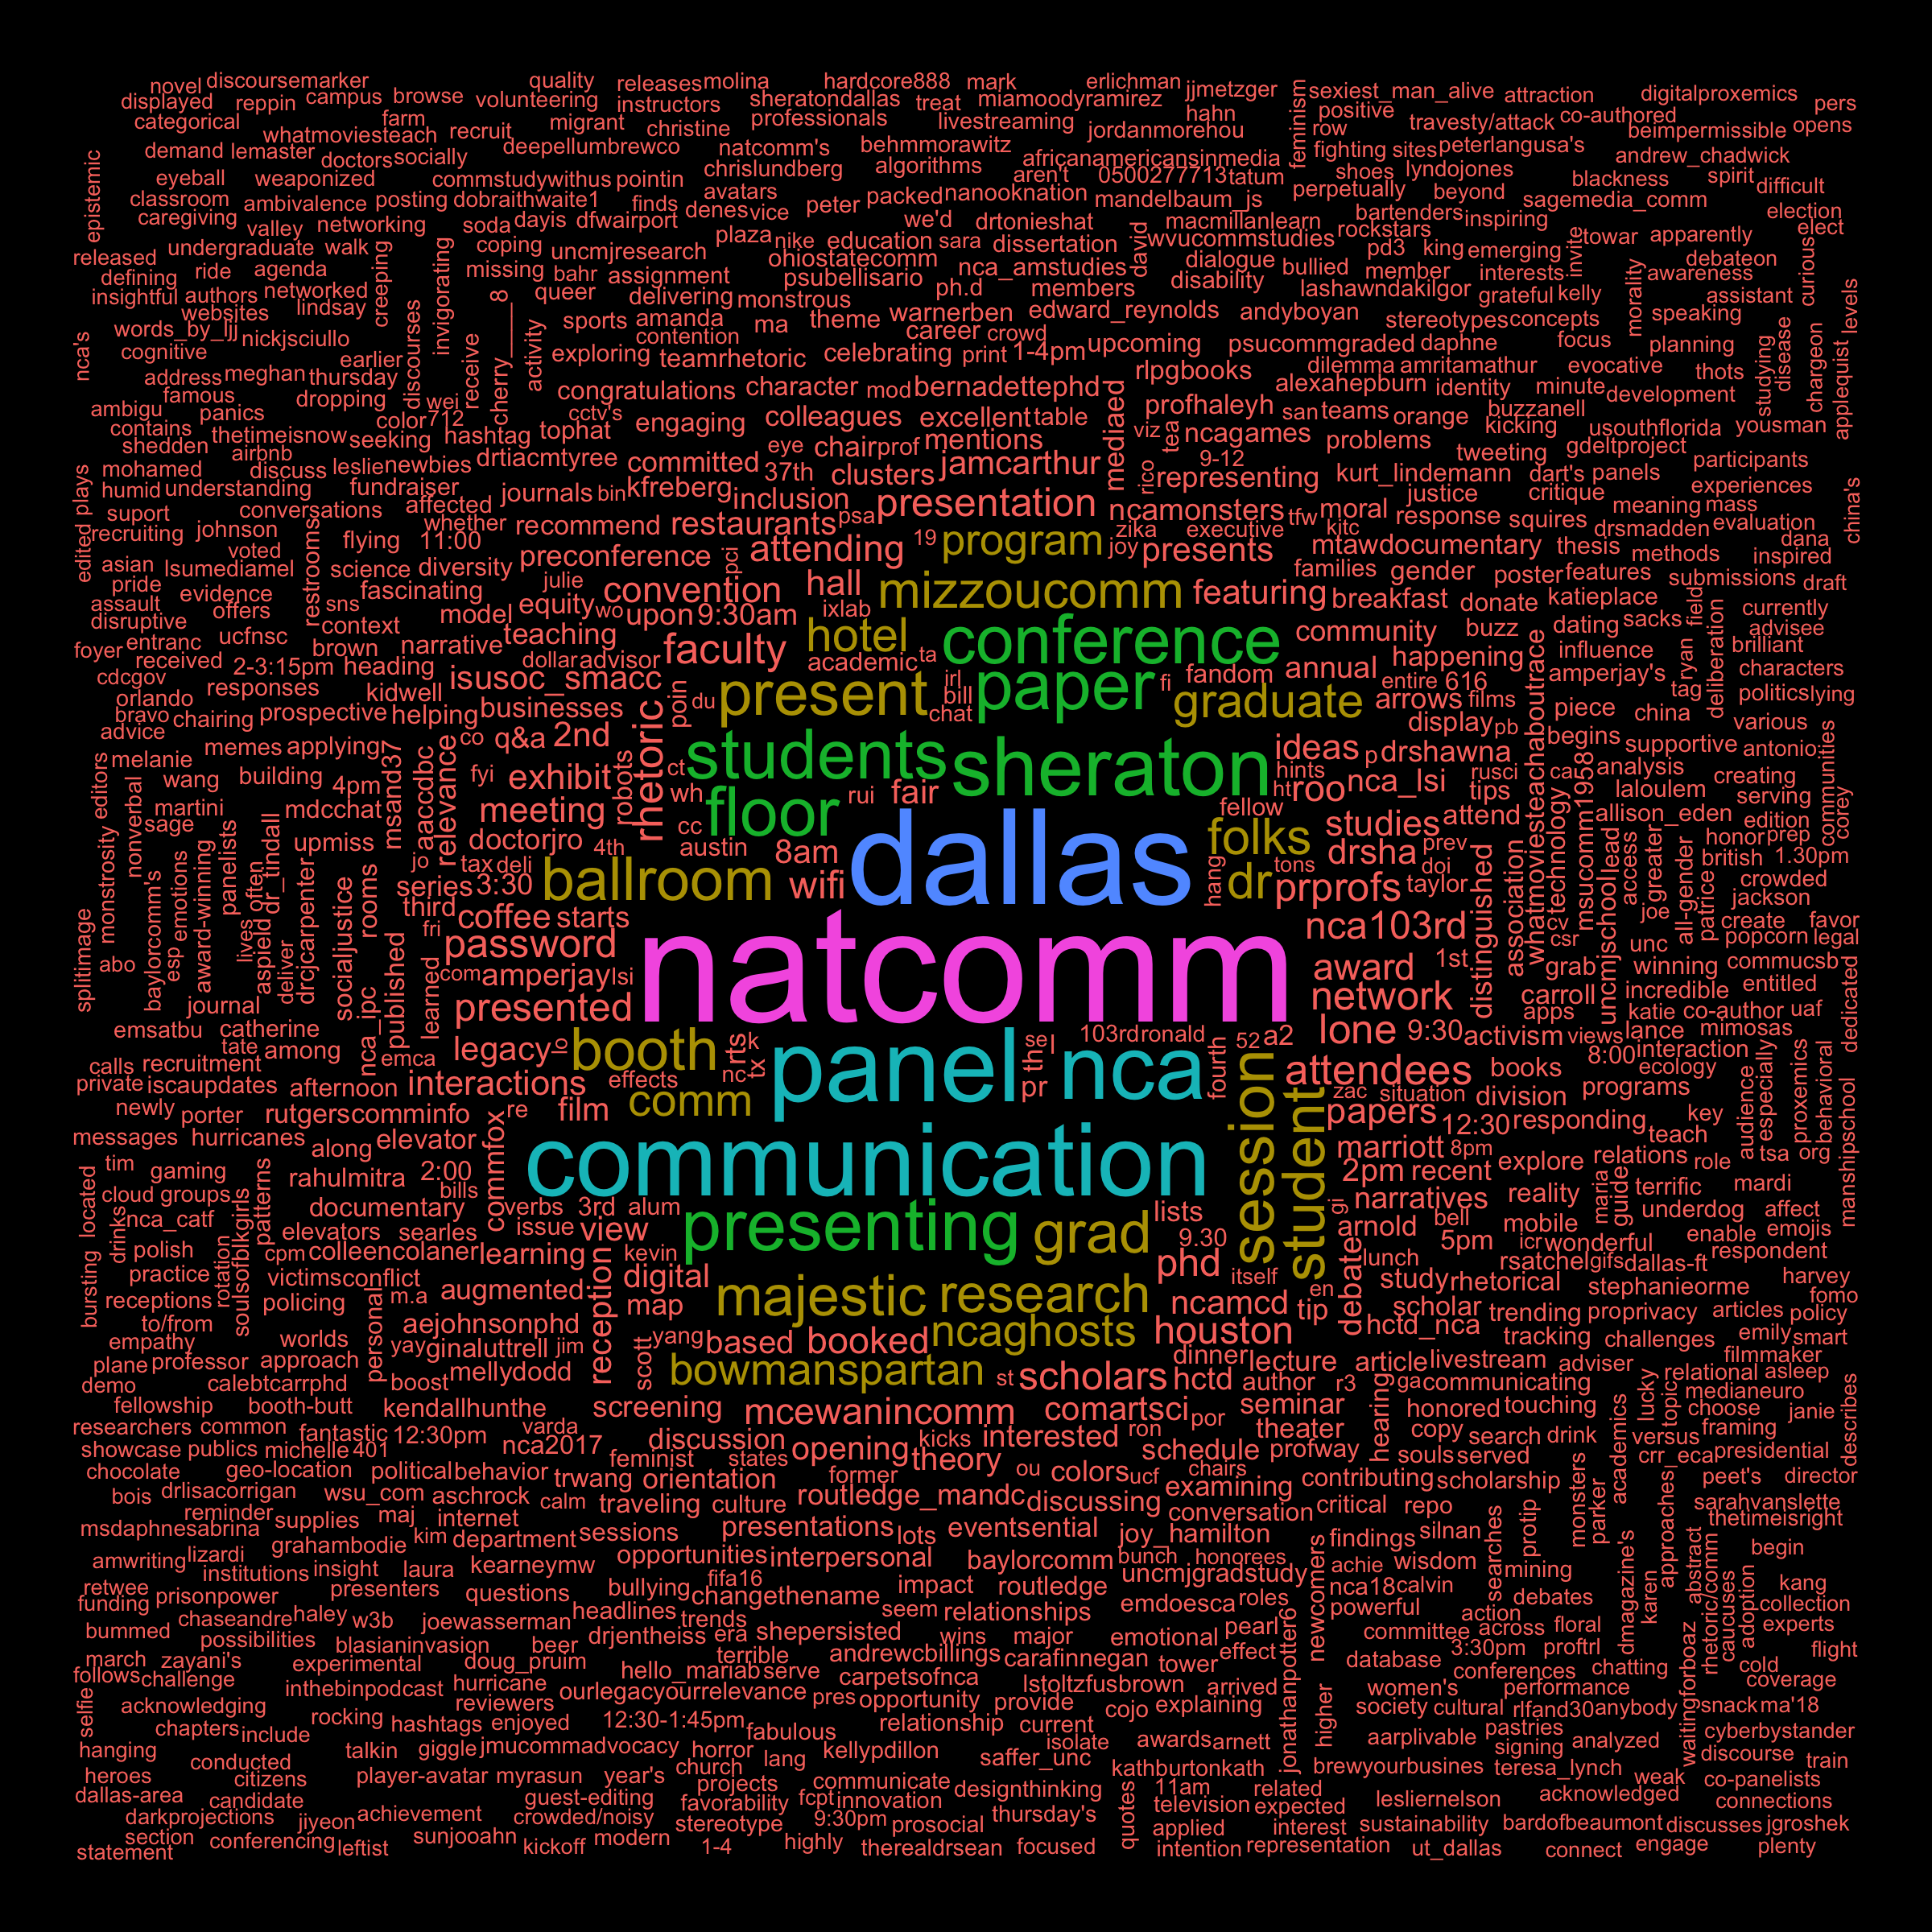 novel discoursemarker quality releases molina hardcore888 mark erlichman jjmetzger sexiest_man_alive attraction digitalproxemics pers
displayed reppin campus browse volunteering instructors sheratondallas treat miamoodyramirez hahn positive travesty/attack co-authored
categorical farm migrant christine professionals livestreaming jordanmorehou feminism row beimpermissible opens
whatmoviesteach recruit deepellumbrewco natcomm's behmmorawitz africanamericansinmedia fighting sites peterlangusa's andrew_chadwick
demand lemaster doctors socially chrislundberg algorithms aren't 0500277713 tatum shoes lyndojones blackness spirit difficult
epistemic eyeball weaponized commstudywithus pointin avatars packed nanooknation mandelbaum_js perpetually beyond sagemedia_comm election
classroom ambivalence posting dobraithwaite1 finds denes vice peter we'd drtonieshat macmillanlearn bartenders inspiring elect
caregiving valley networking soda dayis dfwairport plaza nike education sara dissertation david wvucommstudies rockstars invite towar apparently
released undergraduate walk coping uncmjresearch ohiostatecomm nca_amstudies dialogue bullied pd3 king emerging debateon
defining ride agenda creeping invigorating missing bahr assignment psubellisario ph.d members disability member interests awareness curious
insightful authors networked queer delivering monstrous warnerben edward_reynolds lashawndakilgor grateful kelly morality assistant levels
websites lindsay cherry____8 sports amanda ma theme career crowd andyboyan stereotypes concepts speaking
nca's words_by_ljj nickjsciullo discourses receive activity contention celebrating print 1-4pm upcoming psucommgraded daphne focus planning
cognitive earlier exploring teamrhetoric dilemma amritamathur evocative thots studying disease chargeon applequist
address meghan thursday congratulations character mod bernadettephd rlpgbooks alexahepburn identity minute development
famous dropping wei cctv's engaging colleagues excellent table mediaed profhaleyh san teams orange buzzanell
ambigu panics color 712 hashtag tophat chair prof mentions viz tea ncagames problems kicking usouthflorida yousman
contains thetimeisnow seeking drtiacmtyree eye jamcarthur 9-12 tweeting gdeltproject participants
shedden airbnb discuss leslie newbies committed 37th clusters rico representing kurt_lindemann dart's panels experiences
mohamed humid understanding fundraiser journals bin kfreberg inclusion presentation ncamonsters moral justice critique meaning mass china's
edited plays suport conversations affected whether recommend restaurants psa zika executive tfw kitc response squires drsmadden evaluation
recruiting johnson restrooms flying 11:00 preconference pci attending 19 program joy presents mtawdocumentary thesis methods dana inspired
asian voted lsumediamel science diversity julie convention hall mizzoucomm families gender poster features submissions draft
pride evidence fascinating equity wo upon 9:30am ixlab featuring breakfast donate katieplace field currently
assault offers sns model teaching hotel conference community buzz dating sacks advisee
disruptive ucfnsc context narrative faculty academic ta happening influence ryan brilliant
foyer entranc received brown dollar advisor irl fandom annual entire 616 amperjay's deliberation characters
cdcgov orlando 2-3:15pm heading isusoc_smacc present bill paper fi graduate arrows films tag politics lying
bravo responses kidwell businesses rhetoric poin du chat display pb piece china various
advice chairing prospective helping q&a 2nd students sheraton ideas p drshawna begins supportive antonio communities
melanie memes applying relevance co exhibit robots ct hints nca_lsi rusci ca analysis creating
editors nonverbal wang building 4pm msand37 aaccdbc fyi wh rui fair ht roo tips whatmoviesteachaboutrace technology laloulem serving
martini mdcchat meeting floor fellow studies attend allison_eden edition corey
monstrosity sage upmiss doctorjro 4th cc austin dallas folks drsha prev association msucomm1958 honor prep
panelists dr_tindall jo tax deli 8am hang tons doi access greater all-gender british 1.30pm
award-winning often series 3:30 ballroom wifi dr prprofs taylor distinguished uncmjschoollead patrice crowded jackson
splitimage baylorcomm's esp emotions lives aspield drjcarpenter socialjustice rooms third coffee starts cv joe create favor
fri password natcomm nca103rd csr unc popcorn legal
abo deliver nca_ipc published learned com amperjay lsi award 1st grab winning commucsb
journal presented network apps carroll incredible entitled dedicated
emsatbu catherine booth 103rd ronald se l 52 a2 lone 9:30 activism katie co-author uaf
calls tate among emca legacy o panel nca views lance mimosas
recruitment rts k tx the attendees books 8:00 interaction ecology
private iscaupdates afternoon interactions effects nc pr fourth session zac situation division programs audience especially proxemics behavioral
newly porter rutgerscomminfo re film comm student papers 12:30 responding key teach
messages hurricanes along elevator communication marriott 8pm explore relations role tsa org manshipschool
tim gaming patterns rahulmitra 2:00 commfox 2pm recent guide terrific mardi
located cloud groups soulsofblkgirls bills documentary verbs 3rd alum presenting grad lists narratives reality maria underdog affect
drinks nca_catf elevators searles issue view gi arnold bell mobile enable emojis
polish cpm colleencolaner learning kevin 9.30 phd debate lunch 5pm icr wonderful respondent
bursting practice rotation victims conflict reception digital itself study rsatchel gifs dallas-ft harvey
receptions policing personal m.a augmented map majestic research en rhetorical stephanieorme fomo
to/from aejohnsonphd ncamcd tip scholar trending proprivacy articles policy
empathy worlds yay ginaluttrell jim scott yang based booked ncaghosts houston hctd_nca tracking challenges emily smart
plane professor approach mellydodd bowmanspartan dinner lecture article livestream adviser filmmaker relational asleep
demo calebtcarrphd boost st scholars hctd author r3 ga communicating lucky medianeuro
fellowship booth-butt kendallhunthe screening mcewanincomm comartsci por seminar hearing honored touching topic choose janie
researchers common fantastic 12:30pm varda discussion interested ron theater copy search drink academics versus framing describes
showcase publics michelle 401 nca2017 feminist states opening kicks theory schedule profway souls served crr_eca presidential
chocolate geo-location political behavior trwang orientation former ou colors ucf chairs examining contributing scholarship monsters peet's director
bois drlisacorrigan wsu_com aschrock calm traveling culture routledge_mandc discussing conversation critical repo parker sarahvanslette
reminder supplies maj internet sessions presentations lots eventsential joy_hamilton findings silnan protip approaches_ thetimeisright
msdaphnesabrina grahambodie kim department opportunities interpersonal baylorcomm bunch honorees achie wisdom searches dmagazine's abstract begin
amwriting lizardi institutions insight laura kearneymw fifa16 uncmjgradstudy newcomers mining
retwee prisonpower presenters questions bullying changethename impact routledge nca18 calvin debates karen rhetoric/comm caucuses adoption kang
funding chaseandre haley w3b joewasserman headlines trends seem relationships emdoesca roles powerful action collection
bummed possibilities blasianinvasion beer drjentheiss era shepersisted wins major emotional pearl committee across floral experts
march zayani's terrible andrewcbillings carafinnegan effect 3:30pm proftrl flight
follows challenge experimental doug_pruim hello_mariab serve carpetsofnca tower database conferences chatting cold coverage
selfie inthebinpodcast hurricane ourlegacyyourrelevance pres opportunity lstoltzfusbrown arrived jonathanpotter6 women's performance waitingforboaz
acknowledging reviewers provide cojo explaining higher society cultural rlfand30 anybody snack ma'18
chapters include rocking hashtags enjoyed 12:30-1:45pm fabulous relationship current isolate awards arnett aarplivable pastries cyberbystander
hanging conducted talkin giggle jmucommadvocacy horror lang kellypdillon saffer_unc kathburtonkath brewyourbusines signing analyzed discourse train
heroes citizens player-avatar myrasun year's church projects communicate designthinking 11am related teresa_lynch weak co-panelists
dallas-area candidate guest-editing favorability fcpt innovation quotes television expected lesliernelson acknowledged connections
darkprojections jiyeon achievement crowded/noisy stereotype 9:30pm prosocial thursday's applied interest sustainability bardofbeaumont discusses jgroshek
section conferencing leftist sunjooahn kickoff modern 1-4 highly therealdrsean focused intention representation ut_dallas connect engage plenty
statement